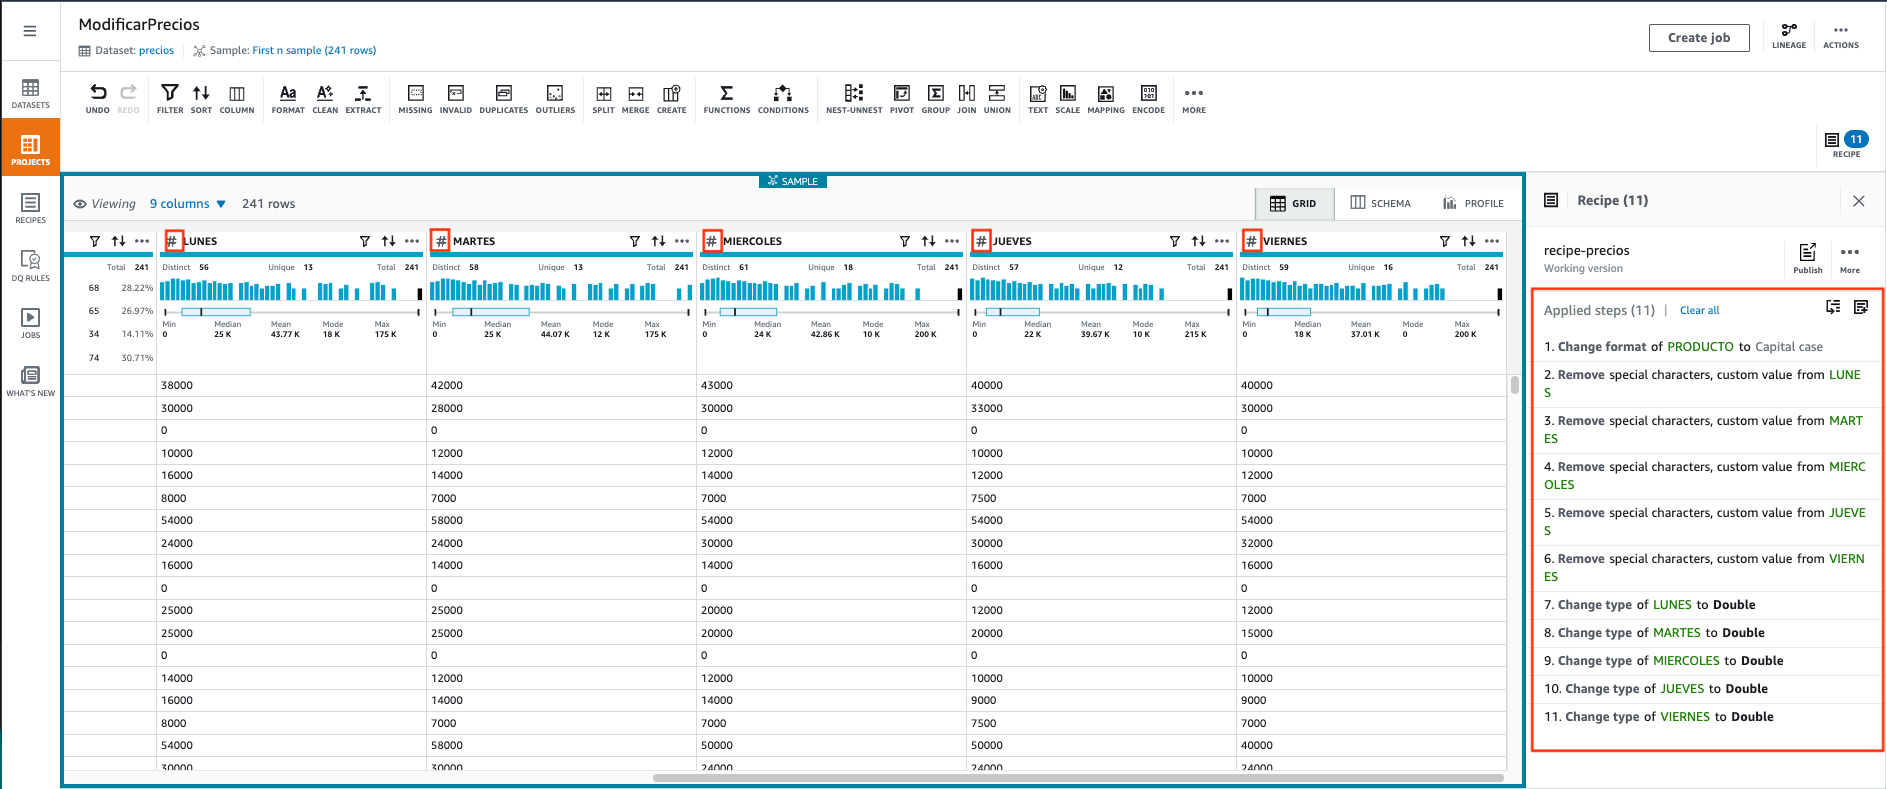 ModificarPrecios
Dataset: precios
Sample: First n sample (241 rows)
Create job
LINEAGE
ACTIONS
DATASETS
PROJECTS
RECIPES
DQ RULES
JOBS
WHAT'S NEW
UNDO REDO FILTER SORT COLUMN FORMAT CLEAN EXTRACT MISSING INVALID DUPLICATES OUTLIERS SPLIT MERGE CREATE FUNCTIONS CONDITIONS NEST-UNNEST PIVOT GROUP JOIN UNION TEXT SCALE MAPPING ENCODE MORE
11
RECIPE
SAMPLE
Viewing 9 columns 241 rows
GRID SCHEMA PROFILE
# LUNES # MARTES # MIERCOLES # JUEVES # VIERNES
Total 241 Distinct 56 Unique 13 Total 241 Distinct 58 Unique 13 Total 241 Distinct 61 Unique 18 Total 241 Distinct 57 Unique 12 Total 241 Distinct 59 Unique 16 Total 241
68 28.22%
65 26.97%
34 14.11%
74 30.71%
Min Median Mean Mode Max Min Median Mean Mode Max Min Median Mean Mode Max Min Median Mean Mode Max Min Median Mean Mode Max
0 25 K 43.77 K 18 K 175 K 0 25 K 44.07 K 12 K 175 K 0 24 K 42.86 K 10 K 200 K 0 22 K 39.67 K 10 K 215 K 0 18 K 37.01 K 0 200 K
38000 42000 43000 40000 40000
30000 28000 30000 33000 30000
0 0 0 0 0
10000 12000 12000 10000 10000
16000 14000 14000 12000 12000
8000 7000 7000 7500 7000
54000 58000 54000 54000 54000
24000 24000 30000 30000 32000
16000 14000 14000 16000 16000
0 0 0 0 0
25000 25000 20000 12000 12000
25000 25000 20000 20000 15000
0 0 0 0 0
14000 12000 12000 10000 10000
16000 14000 14000 9000 9000
8000 7000 7000 7500 7000
54000 58000 50000 50000 40000
30000 30000 24000 24000 24000
Recipe (11)
recipe-precios
Working version
Publish
More
Applied steps (11) | Clear all
1. Change format of PRODUCTO to Capital case
2. Remove special characters, custom value from LUNE
S
3. Remove special characters, custom value from MART
ES
4. Remove special characters, custom value from MIERC
OLES
5. Remove special characters, custom value from JUEVE
S
6. Remove special characters, custom value from VIERN
ES
7. Change type of LUNES to Double
8. Change type of MARTES to Double
9. Change type of MIERCOLES to Double
10. Change type of JUEVES to Double
11. Change type of VIERNES to Double